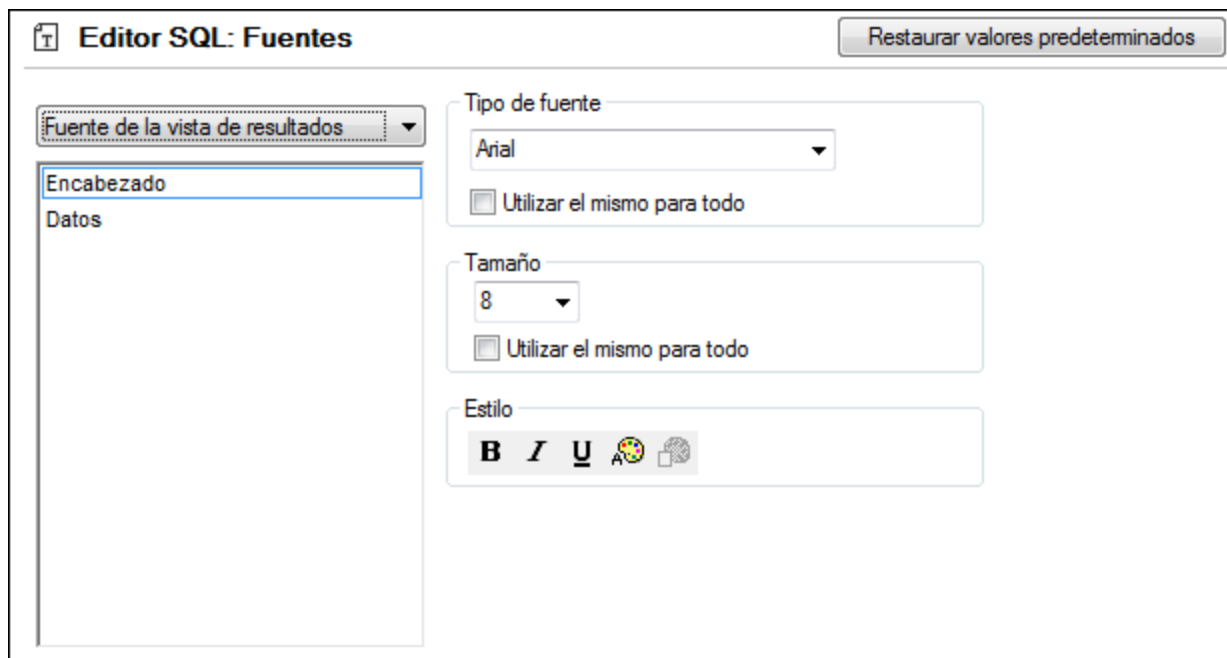 Editor SQL: Fuentes
Restaurar valores predeterminados
Fuente de la vista de resultados
Encabezado
Datos
Tipo de fuente
Arial
Utilizar el mismo para todo
Tamaño
8
Utilizar el mismo para todo
Estilo
B I U A